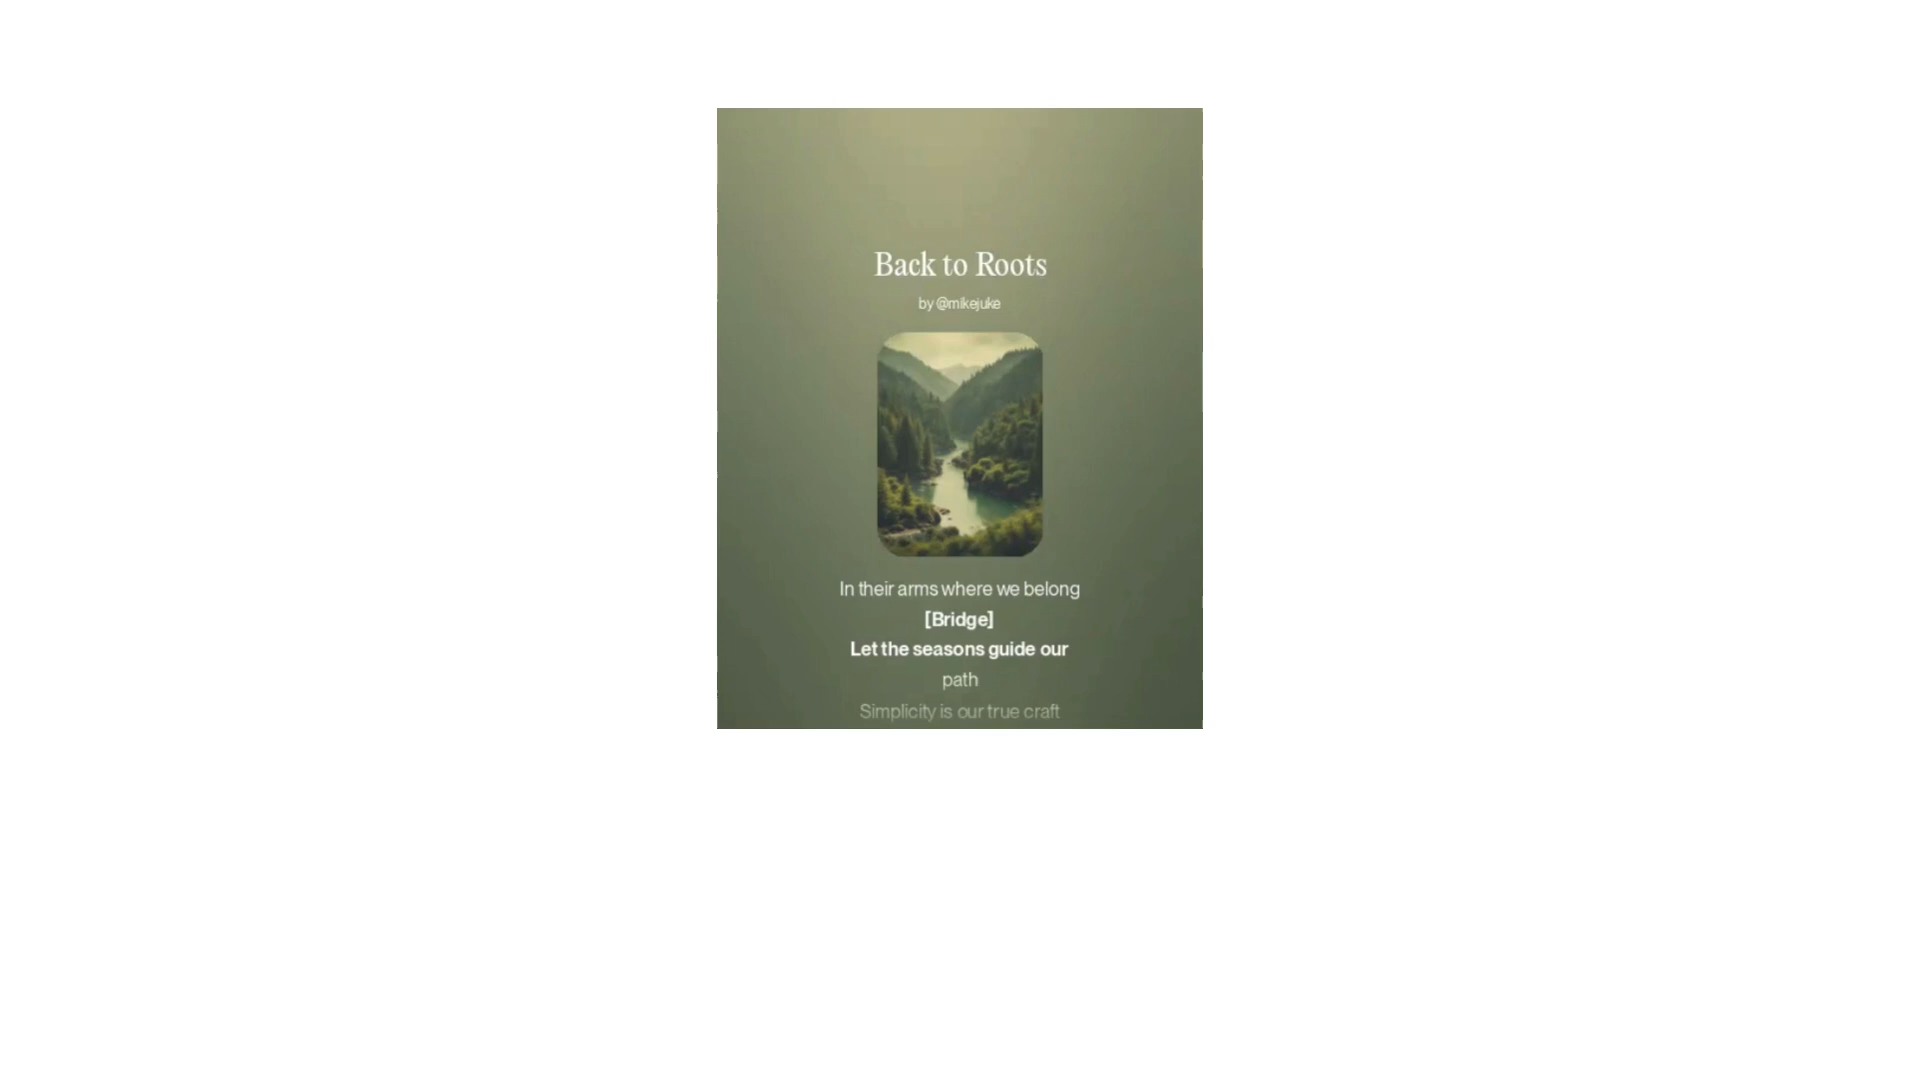 Back to Roots
by @mikejuke
In their arms where we belong
[Bridge]
Let the seasons guide our
path
Simplicity is our true craft